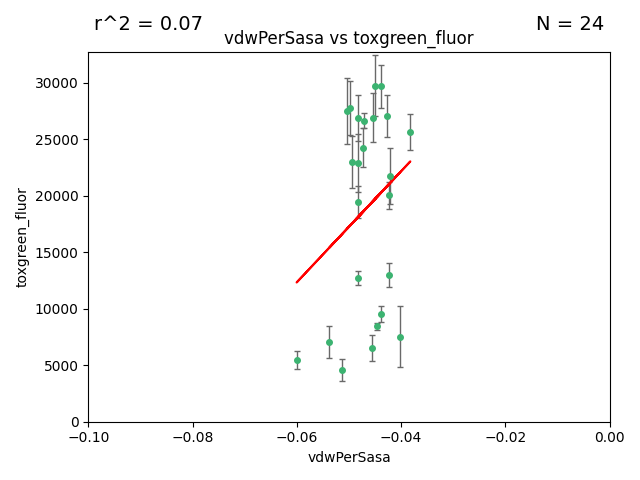 r^2 = 0.07
N = 24
vdwPerSasa vs toxgreen_fluor
toxgreen_fluor
30000
25000
20000
15000
10000
5000
0
−0.10
−0.08
−0.06
−0.04
−0.02
0.00
vdwPerSasa